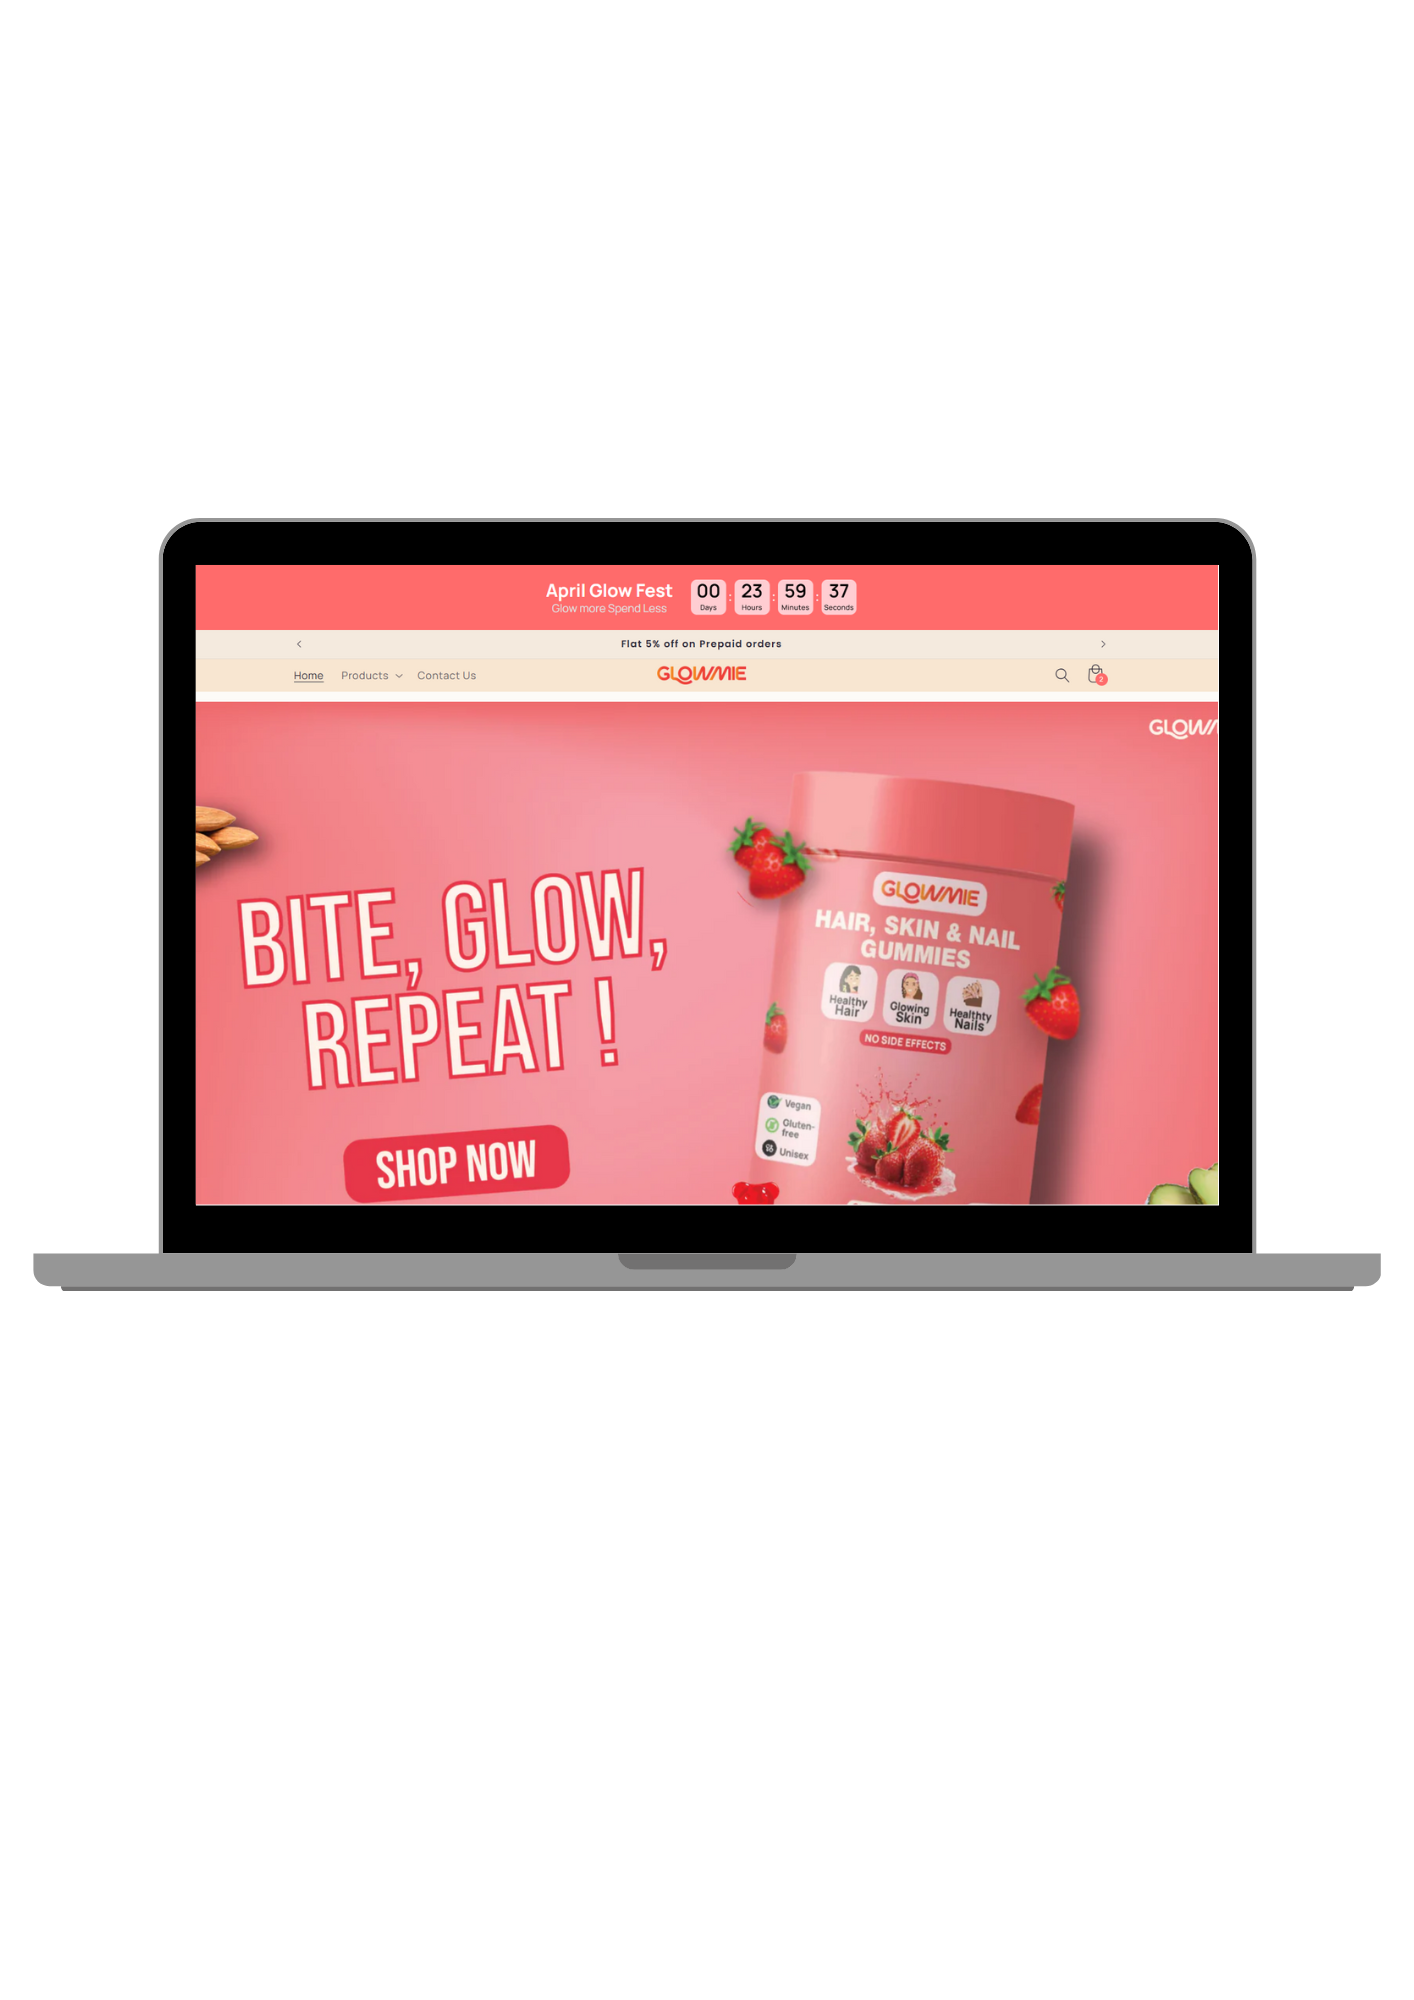 April Glow Fest
Glow more Spend Less
00 : 23 : 59 : 37
Days Hours Minutes Seconds
Flat 5% off on Prepaid orders
Home Products Contact Us
GLOWMIE
2
BITE, GLOW,
REPEAT !
SHOP NOW
GLOWMIE
HAIR, SKIN & NAIL
GUMMIES
Healthy
Hair
Glowing
Skin
Healthty
Nails
NO SIDE EFFECTS
Vegan
Gluten-
free
Unisex